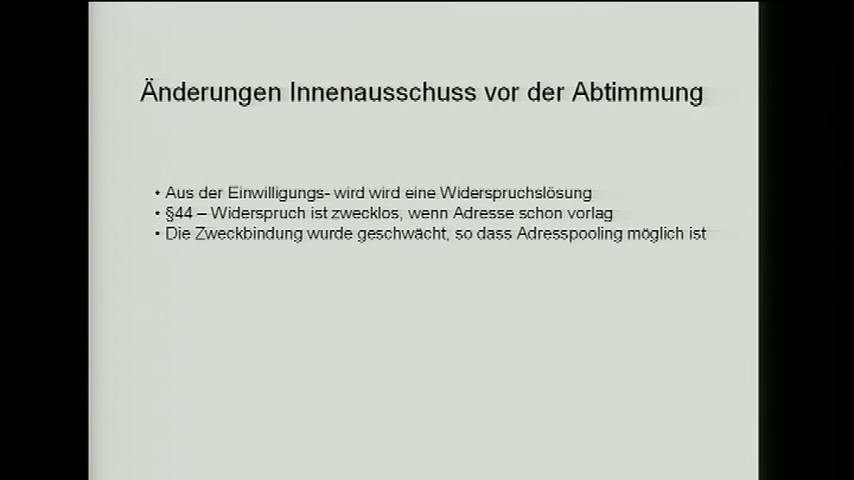 Änderungen Innenausschuss vor der Abtimmung
• Aus der Einwilligungs- wird wird eine Widerspruchslösung
• §44 – Widerspruch ist zwecklos, wenn Adresse schon vorlag
• Die Zweckbindung wurde geschwächt, so dass Adresspooling möglich ist